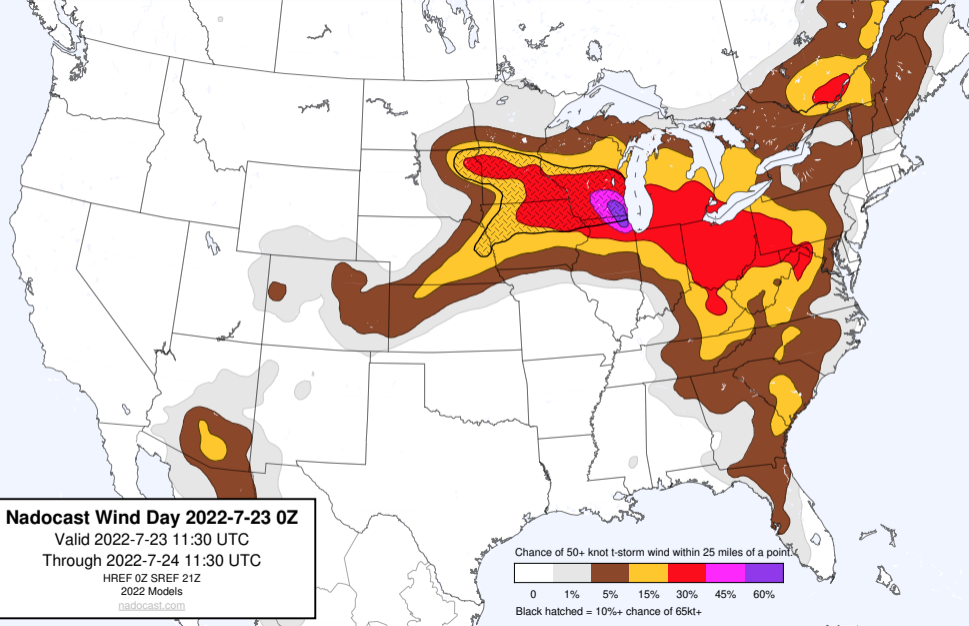 Nadocast Wind Day 2022-7-23 0Z
Valid 2022-7-23 11:30 UTC
Through 2022-7-24 11:30 UTC
HREF 0Z SREF 21Z
2022 Models
nadocast.com
Chance of 50+ knot t-storm wind within 25 miles of a point.
0 1% 5% 15% 30% 45% 60%
Black hatched = 10%+ chance of 65kt+